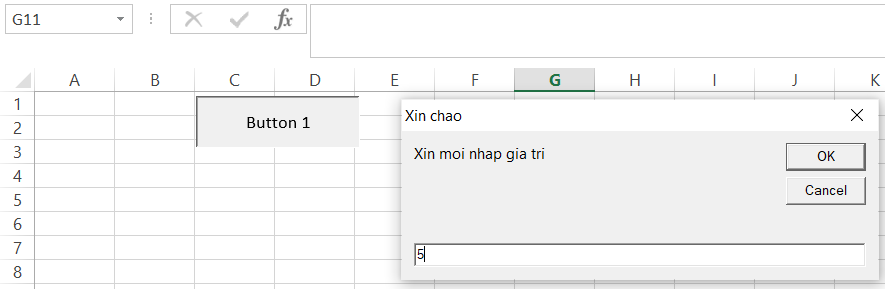 G11
fx
A B C D E F G H I J K
1
2
3
4
5
6
7
8
Button 1
Xin chao
Xin moi nhap gia tri
OK
Cancel
5